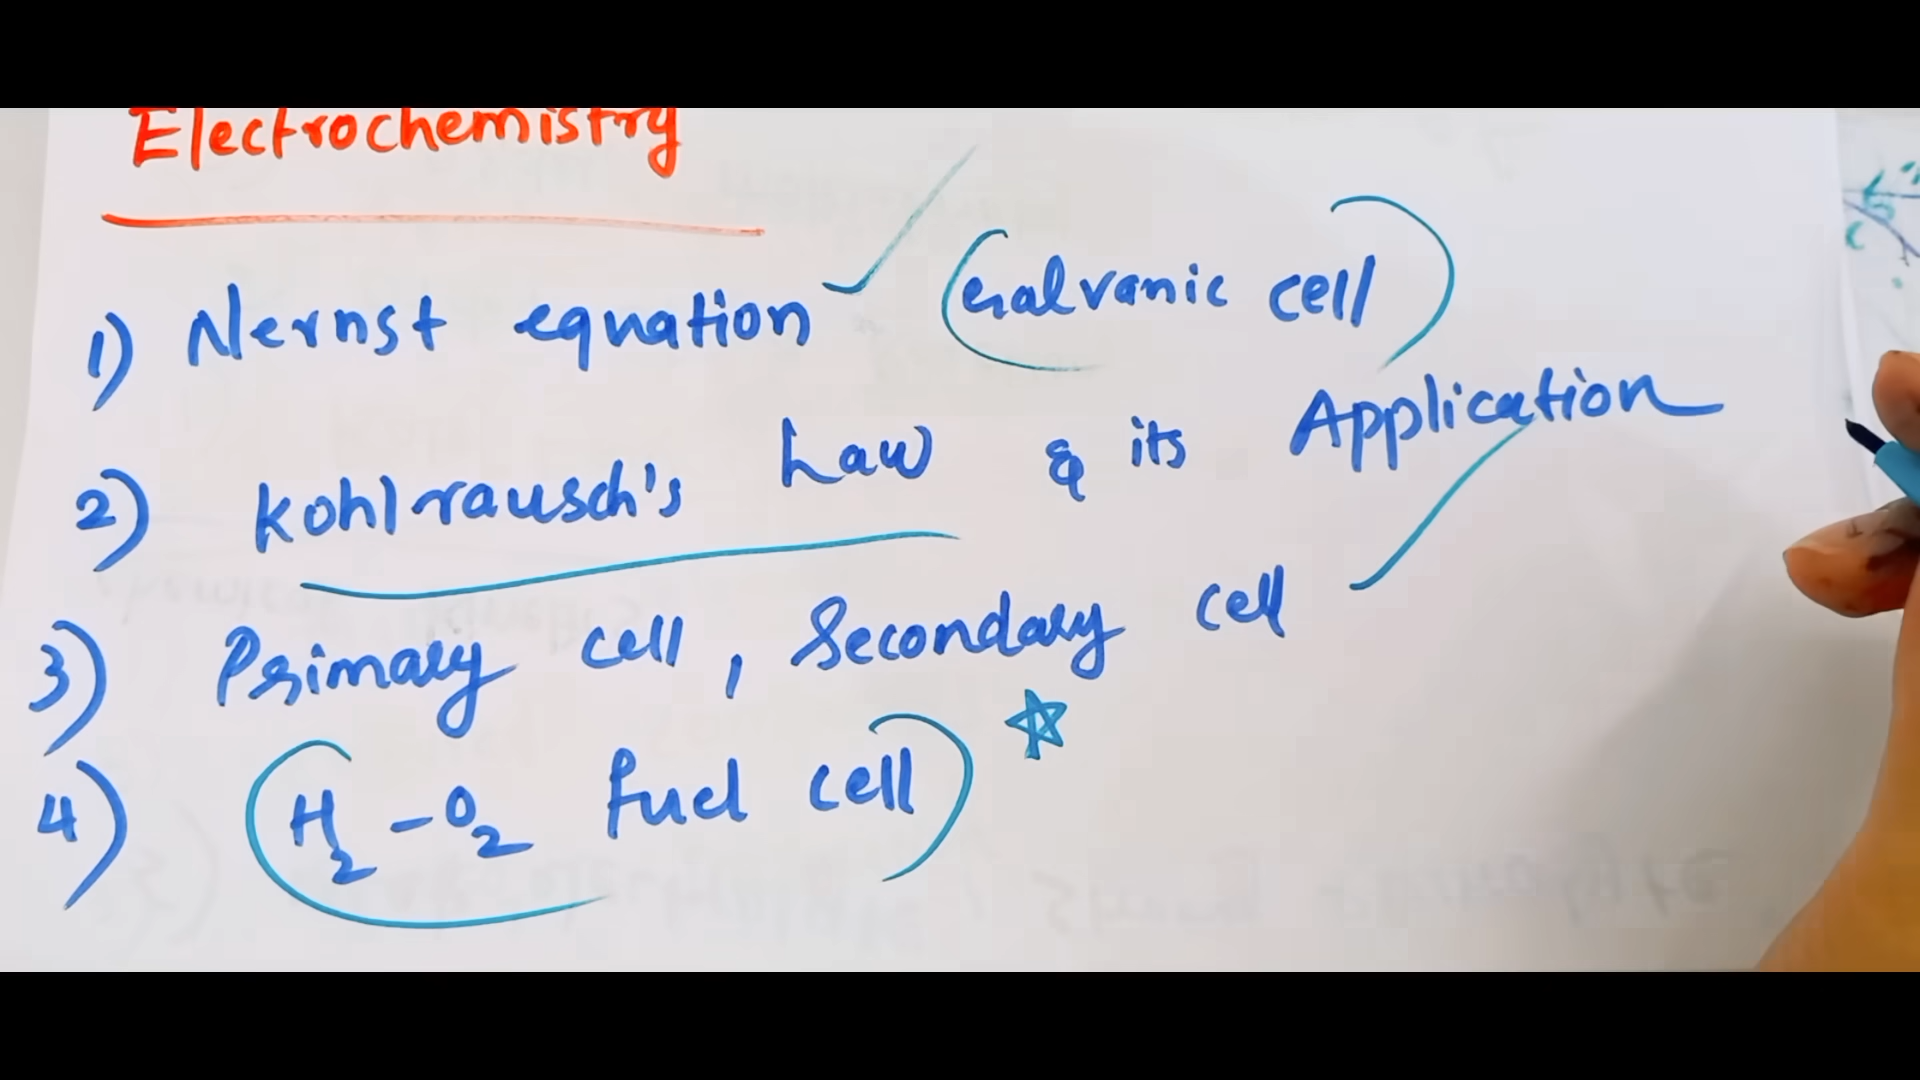 Electrochemistry
1) Nernst equation (Galvanic cell)
2) Kohlrausch's Law & its Application
3) Primary cell, Secondary cell
4) H2-O2 fuel cell